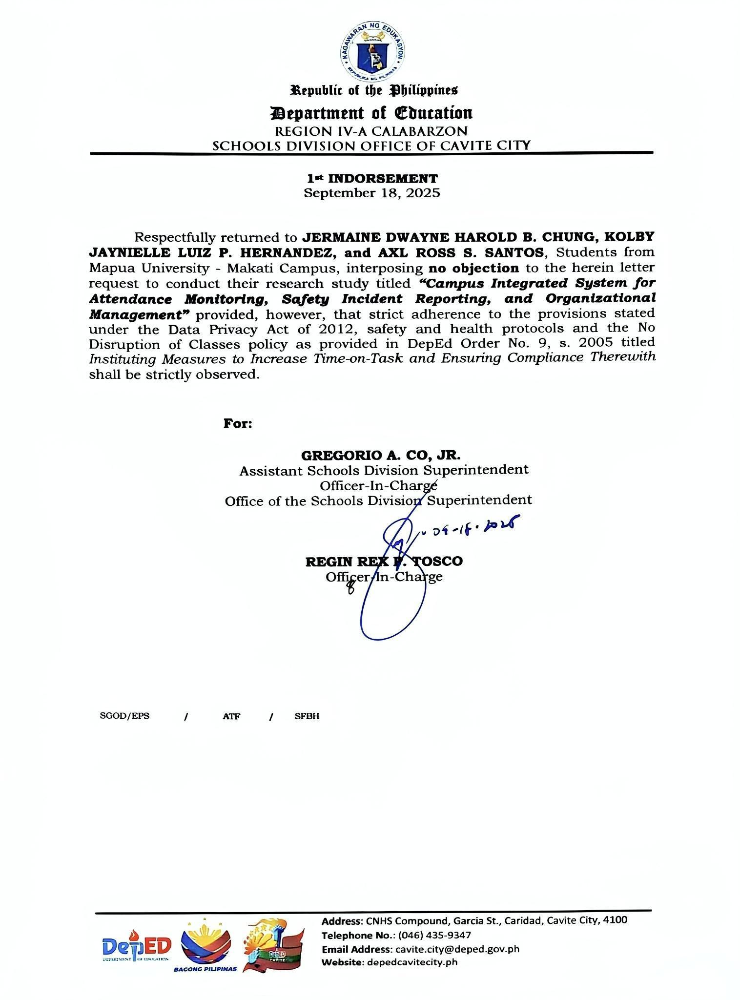 KAGAWARAN NG EDUKASYON
REPUBLIKA NG PILIPINAS
Republic of the Philippines
Department of Education
REGION IV-A CALABARZON
SCHOOLS DIVISION OFFICE OF CAVITE CITY
1st INDORSEMENT
September 18, 2025
Respectfully returned to JERMAINE DWAYNE HAROLD B. CHUNG, KOLBY
JAYNIELLE LUIZ P. HERNANDEZ, and AXL ROSS S. SANTOS, Students from
Mapua University - Makati Campus, interposing no objection to the herein letter
request to conduct their research study titled “Campus Integrated System for
Attendance Monitoring, Safety Incident Reporting, and Organizational
Management” provided, however, that strict adherence to the provisions stated
under the Data Privacy Act of 2012, safety and health protocols and the No
Disruption of Classes policy as provided in DepEd Order No. 9, s. 2005 titled
Instituting Measures to Increase Time-on-Task and Ensuring Compliance Therewith
shall be strictly observed.
For:
GREGORIO A. CO, JR.
Assistant Schools Division Superintendent
Officer-In-Charge
Office of the Schools Division Superintendent
09-18-2025
REGIN REX P. TOSCO
Officer-In-Charge
SGOD/EPS / ATF / SFBH
DepED
DEPARTMENT OF EDUCATION
BAGONG PILIPINAS
DepED
CAVITE
Address: CNHS Compound, Garcia St., Caridad, Cavite City, 4100
Telephone No.: (046) 435-9347
Email Address: cavite.city@deped.gov.ph
Website: depedcavitecity.ph